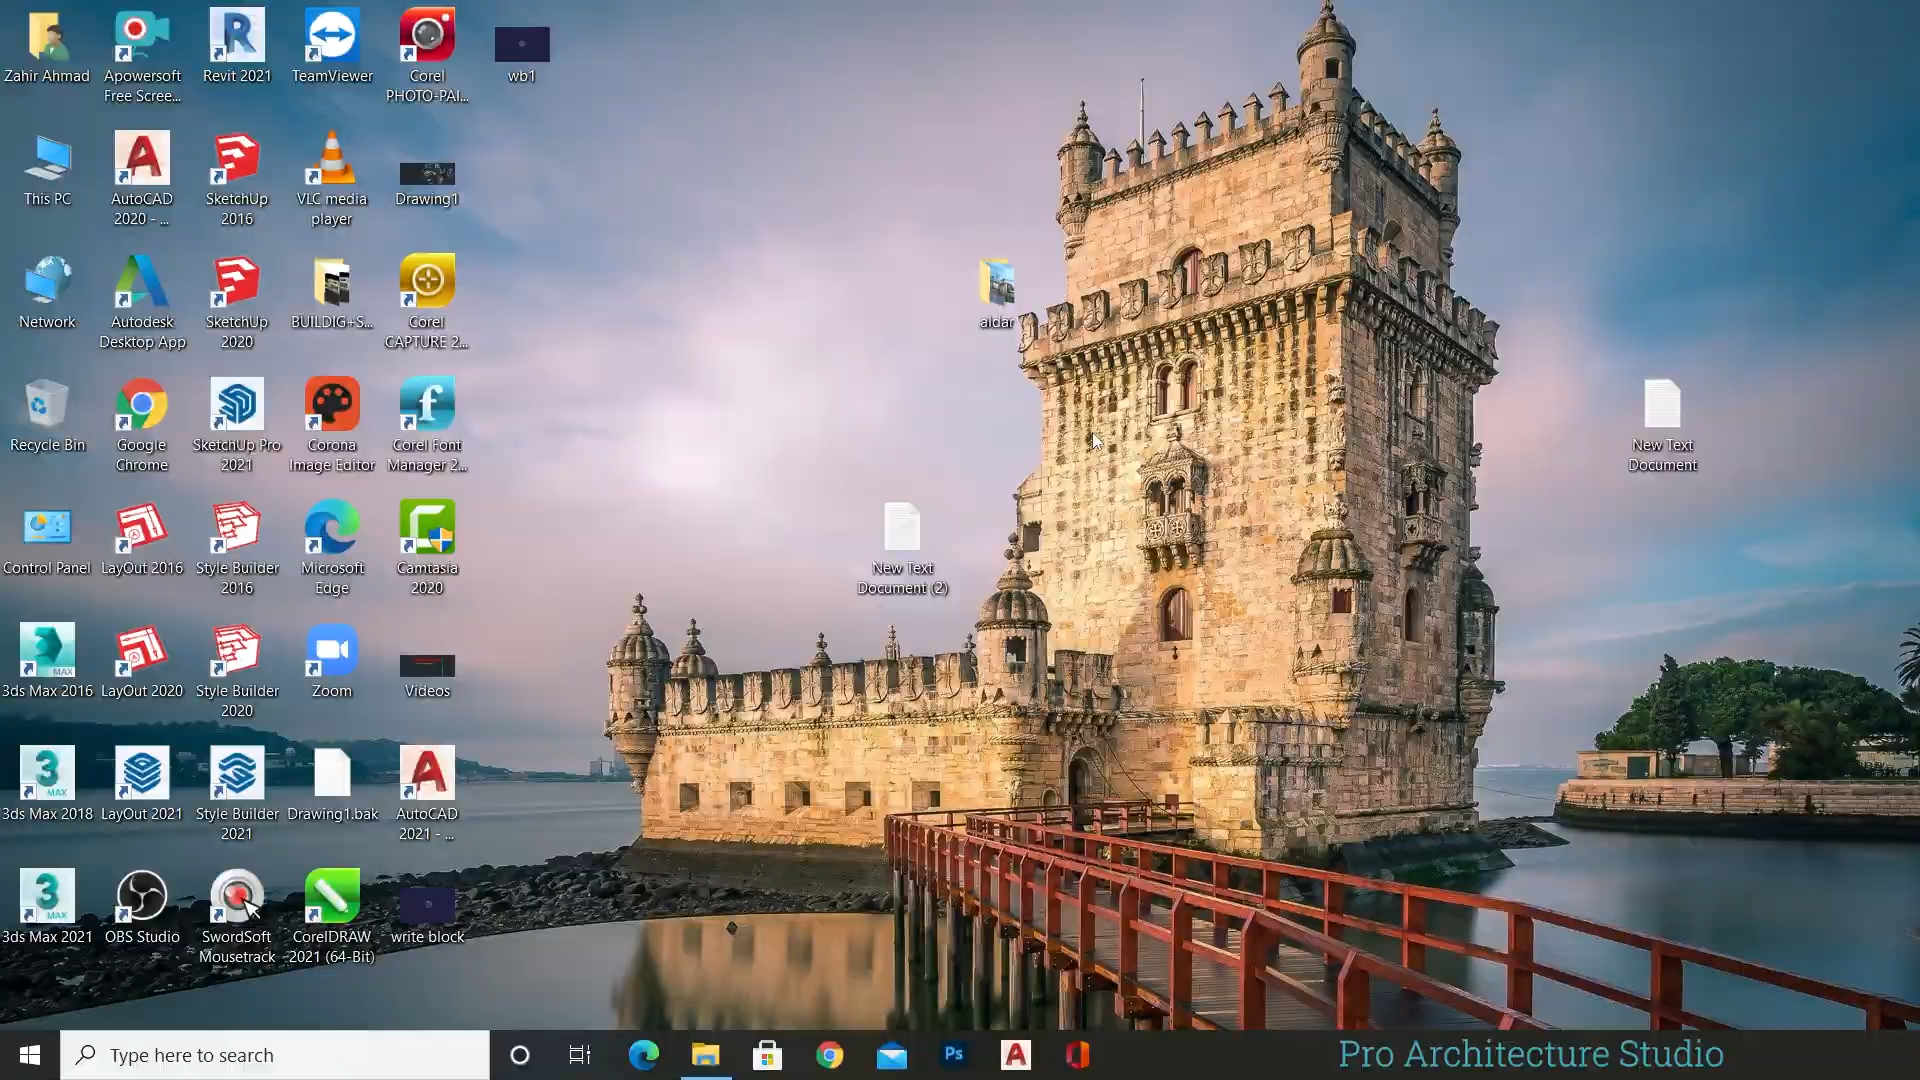 Zahir Ahmad
Apowersoft
Free Scree...
Revit 2021
TeamViewer
Corel
PHOTO-PAI...
wb1
This PC
AutoCAD
2020 - ...
SketchUp
2016
VLC media
player
Drawing1
Network
Autodesk
Desktop App
SketchUp
2020
BUILDIG+S...
Corel
CAPTURE 2...
aldar
Recycle Bin
Google
Chrome
SketchUp Pro
2021
Corona
Image Editor
Corel Font
Manager 2...
New Text
Document
Control Panel
LayOut 2016
Style Builder
2016
Microsoft
Edge
Camtasia
2020
New Text
Document (2)
MAX
3ds Max 2016
LayOut 2020
Style Builder
2020
Zoom
Videos
MAX
3ds Max 2018
LayOut 2021
Style Builder
2021
Drawing1.bak
AutoCAD
2021 - ...
MAX
3ds Max 2021
OBS Studio
SwordSoft
Mousetrack
CorelDRAW
2021 (64-Bit)
write block
Type here to search
Ps
Pro Architecture Studio